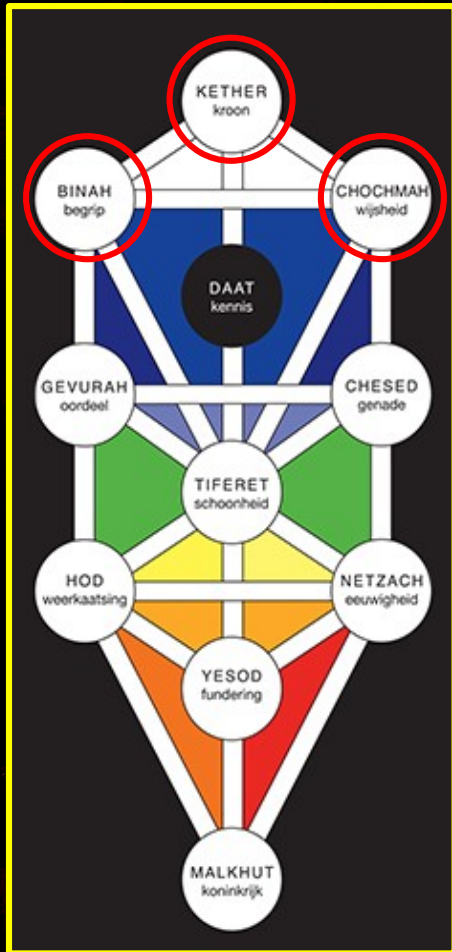 KETHER
kroon
BINAH
begrip
CHOCHMAH
wijsheid
DAAT
kennis
GEVURAH
oordeel
CHESED
genade
TIFERET
schoonheid
HOD
weerkaatsing
NETZACH
eeuwigheid
YESOD
fundering
MALKHUT
koninkrijk